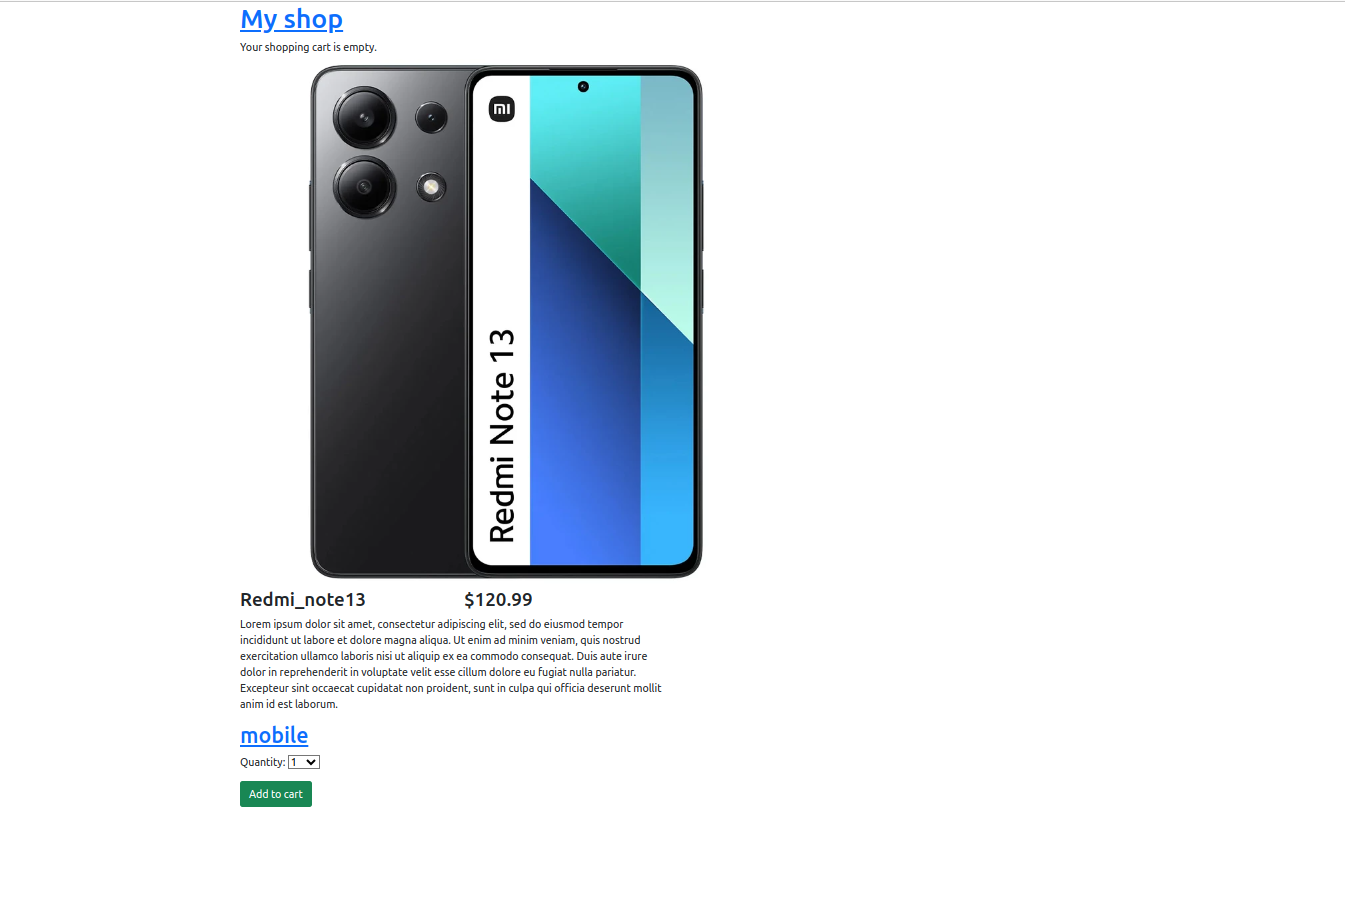 My shop
Your shopping cart is empty.
mi
Redmi Note 13
Redmi_note13 $120.99
Lorem ipsum dolor sit amet, consectetur adipiscing elit, sed do eiusmod tempor
incididunt ut labore et dolore magna aliqua. Ut enim ad minim veniam, quis nostrud
exercitation ullamco laboris nisi ut aliquip ex ea commodo consequat. Duis aute irure
dolor in reprehenderit in voluptate velit esse cillum dolore eu fugiat nulla pariatur.
Excepteur sint occaecat cupidatat non proident, sunt in culpa qui officia deserunt mollit
anim id est laborum.
mobile
Quantity: 1
Add to cart